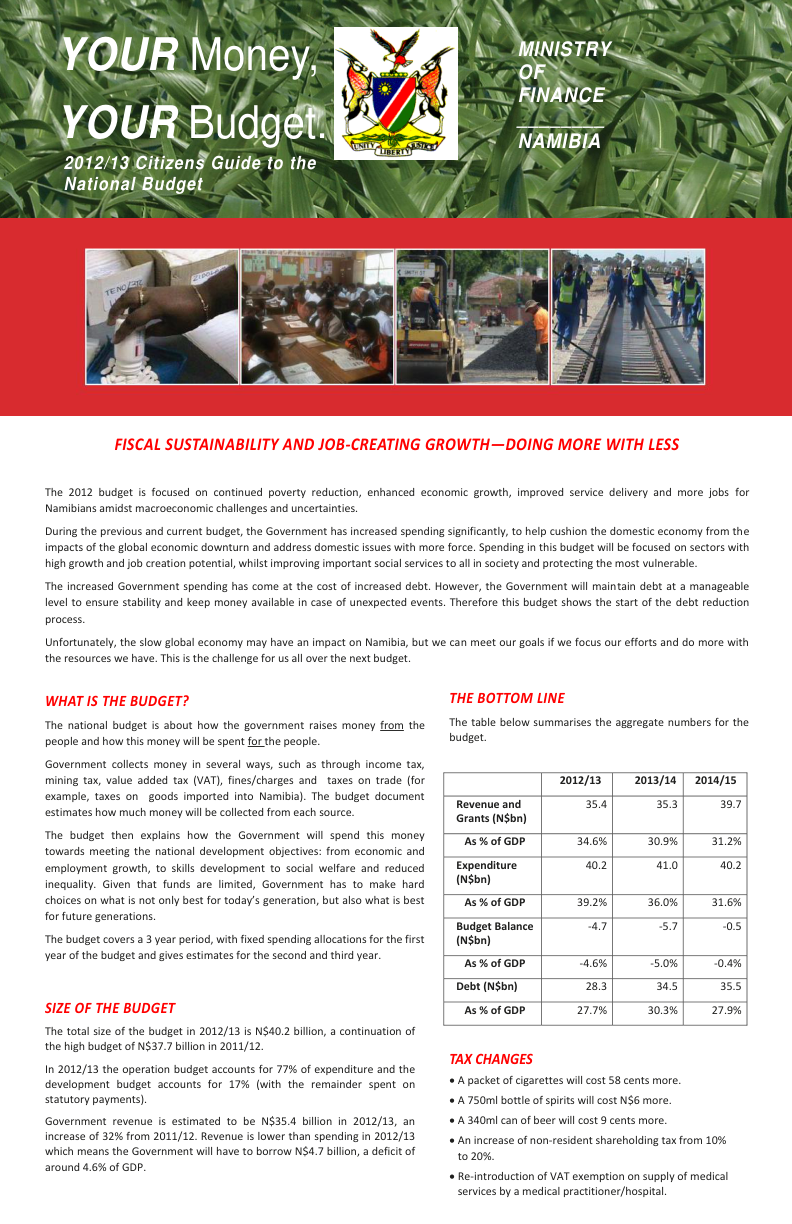 YOUR Money,
YOUR Budget.
2012/13 Citizens Guide to the
National Budget
UNITY LIBERTY JUSTICE
MINISTRY
OF
FINANCE
NAMIBIA
FISCAL SUSTAINABILITY AND JOB-CREATING GROWTH—DOING MORE WITH LESS
The 2012 budget is focused on continued poverty reduction, enhanced economic growth, improved service delivery and more jobs for
Namibians amidst macroeconomic challenges and uncertainties.
During the previous and current budget, the Government has increased spending significantly, to help cushion the domestic economy from the
impacts of the global economic downturn and address domestic issues with more force. Spending in this budget will be focused on sectors with
high growth and job creation potential, whilst improving important social services to all in society and protecting the most vulnerable.
The increased Government spending has come at the cost of increased debt. However, the Government will maintain debt at a manageable
level to ensure stability and keep money available in case of unexpected events. Therefore this budget shows the start of the debt reduction
process.
Unfortunately, the slow global economy may have an impact on Namibia, but we can meet our goals if we focus our efforts and do more with
the resources we have. This is the challenge for us all over the next budget.
WHAT IS THE BUDGET?
The national budget is about how the government raises money from the
people and how this money will be spent for the people.
Government collects money in several ways, such as through income tax,
mining tax, value added tax (VAT), fines/charges and taxes on trade (for
example, taxes on goods imported into Namibia). The budget document
estimates how much money will be collected from each source.
The budget then explains how the Government will spend this money
towards meeting the national development objectives: from economic and
employment growth, to skills development to social welfare and reduced
inequality. Given that funds are limited, Government has to make hard
choices on what is not only best for today's generation, but also what is best
for future generations.
The budget covers a 3 year period, with fixed spending allocations for the first
year of the budget and gives estimates for the second and third year.
SIZE OF THE BUDGET
The total size of the budget in 2012/13 is N$40.2 billion, a continuation of
the high budget of N$37.7 billion in 2011/12.
In 2012/13 the operation budget accounts for 77% of expenditure and the
development budget accounts for 17% (with the remainder spent on
statutory payments).
Government revenue is estimated to be N$35.4 billion in 2012/13, an
increase of 32% from 2011/12. Revenue is lower than spending in 2012/13
which means the Government will have to borrow N$4.7 billion, a deficit of
around 4.6% of GDP.
THE BOTTOM LINE
The table below summarises the aggregate numbers for the
budget.
2012/13 2013/14 2014/15
Revenue and 35.4 35.3 39.7
Grants (N$bn)
As % of GDP 34.6% 30.9% 31.2%
Expenditure 40.2 41.0 40.2
(N$bn)
As % of GDP 39.2% 36.0% 31.6%
Budget Balance -4.7 -5.7 -0.5
(N$bn)
As % of GDP -4.6% -5.0% -0.4%
Debt (N$bn) 28.3 34.5 35.5
As % of GDP 27.7% 30.3% 27.9%
TAX CHANGES
• A packet of cigarettes will cost 58 cents more.
• A 750ml bottle of spirits will cost N$6 more.
• A 340ml can of beer will cost 9 cents more.
• An increase of non-resident shareholding tax from 10%
to 20%.
• Re-introduction of VAT exemption on supply of medical
services by a medical practitioner/hospital.